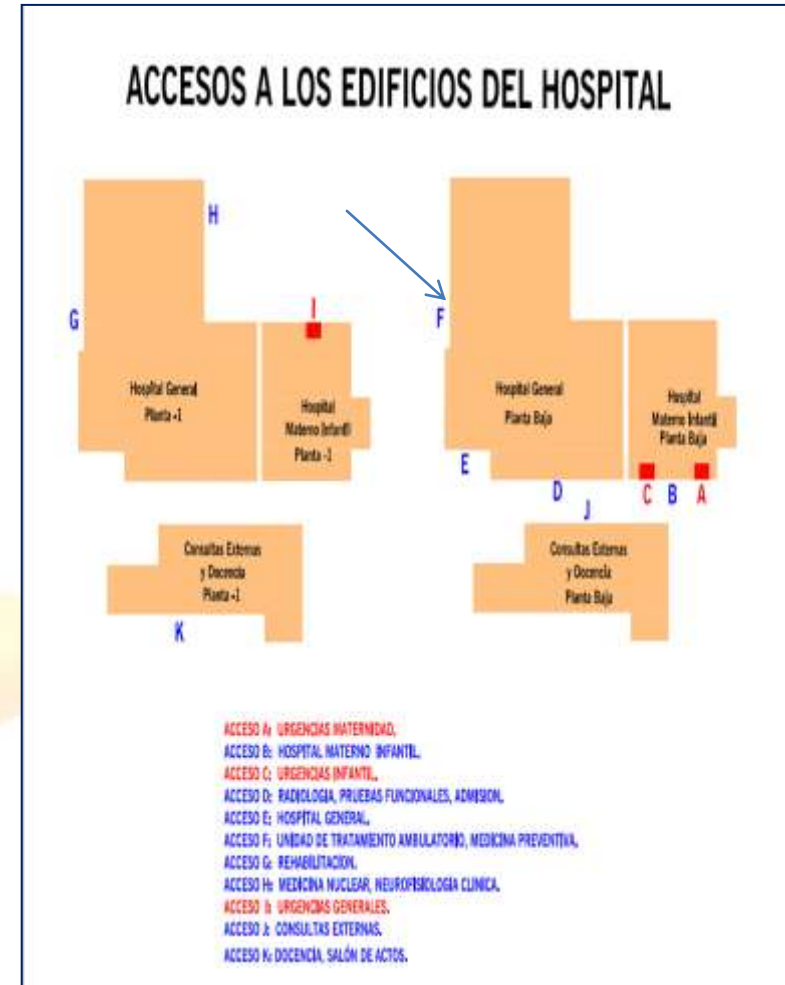 ACCESOS A LOS EDIFICIOS DEL HOSPITAL
H
G
I
Hospital General
Planta -1
Hospital
Materno Infantil
Planta -1
Consultas Externas
y Docencia
Planta -1
K
F
Hospital General
Planta Baja
Hospital
Materno Infantil
Planta Baja
E
D
J
C
B
A
Consultas Externas
y Docencia
Planta Baja
ACCESO A: URGENCIAS MATERNIDAD.
ACCESO B: HOSPITAL MATERNO INFANTIL.
ACCESO C: URGENCIAS INFANTIL.
ACCESO D: RADIOLOGIA, PRUEBAS FUNCIONALES, ADMISION.
ACCESO E: HOSPITAL GENERAL.
ACCESO F: UNIDAD DE TRATAMIENTO AMBULATORIO, MEDICINA PREVENTIVA.
ACCESO G: REHABILITACION.
ACCESO H: MEDICINA NUCLEAR, NEUROFISIOLOGIA CLINICA.
ACCESO I: URGENCIAS GENERALES.
ACCESO J: CONSULTAS EXTERNAS.
ACCESO K: DOCENCIA, SALÓN DE ACTOS.